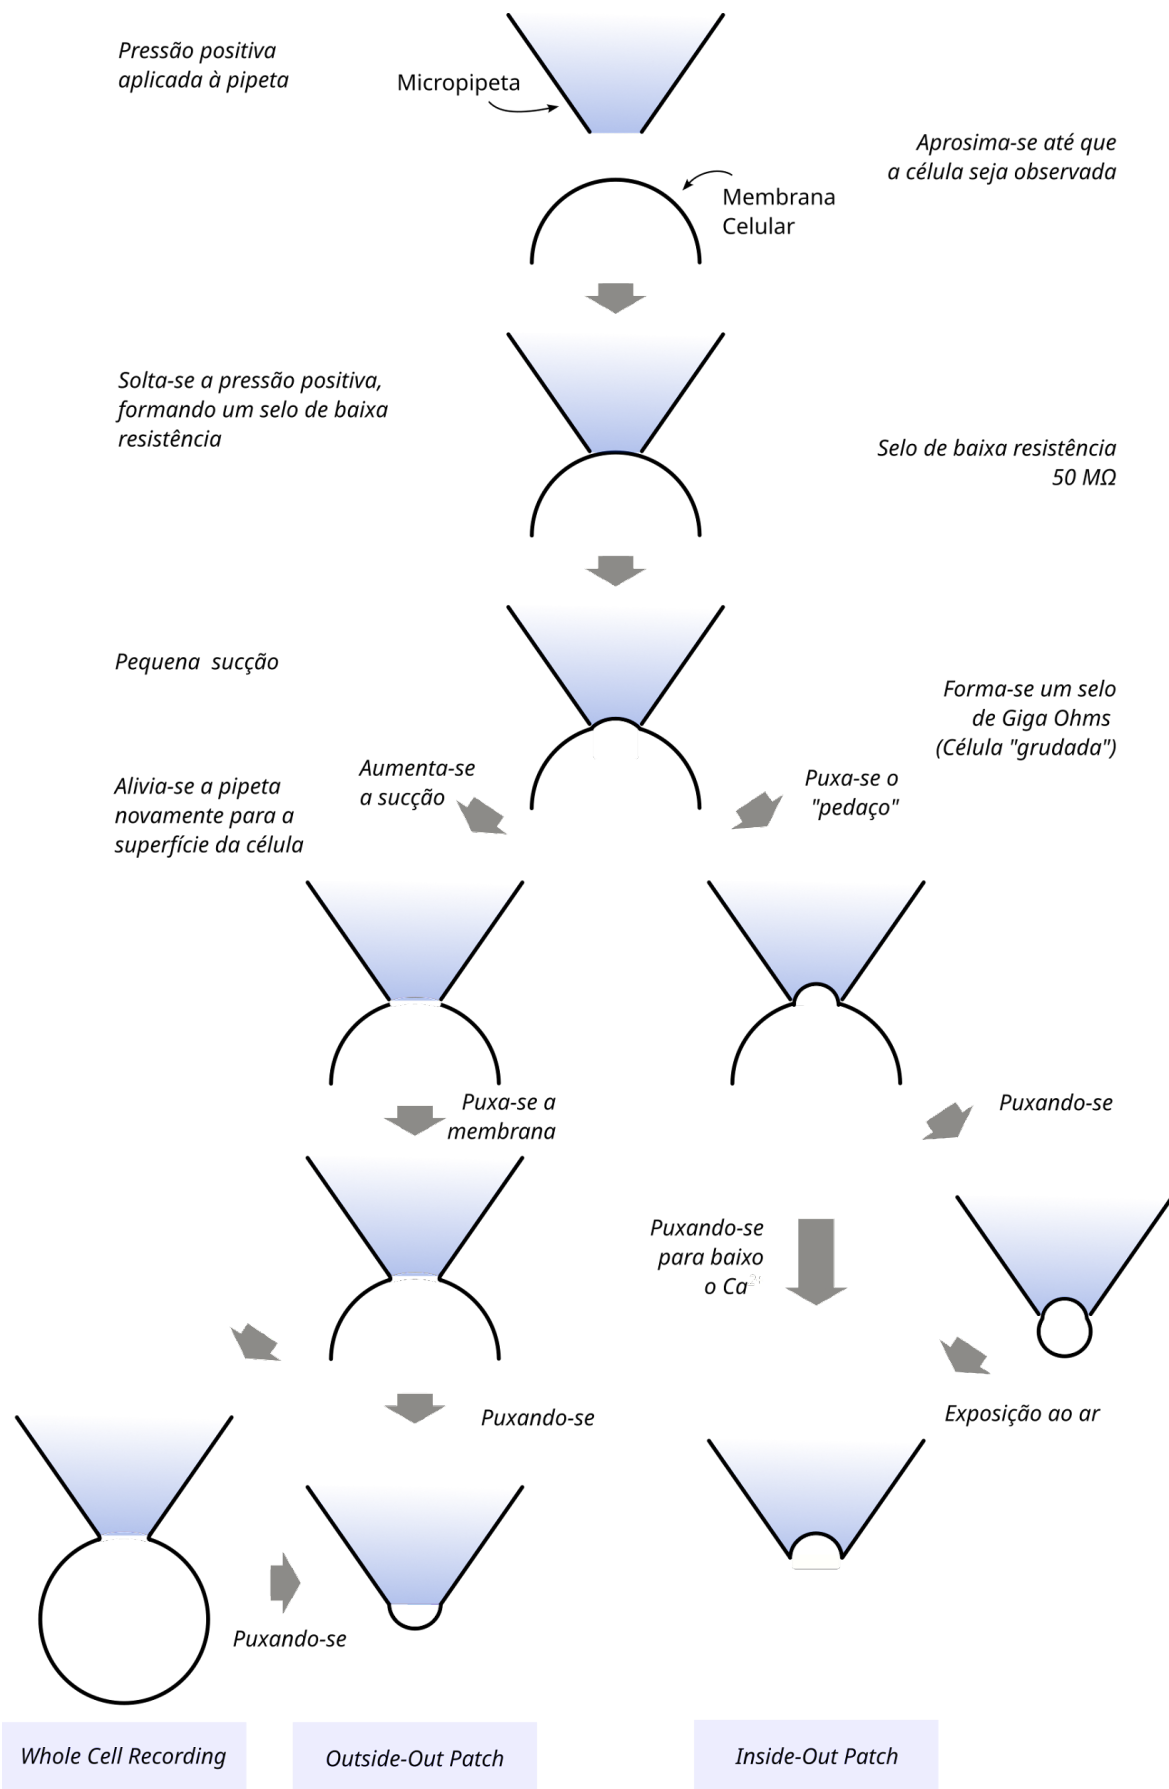 Pressão positiva
aplicada à pipeta
Micropipeta
Aprosima-se até que
a célula seja observada
Membrana
Celular
Solta-se a pressão positiva,
formando um selo de baixa
resistência
Selo de baixa resistência
50 MΩ
Pequena  sucção
Forma-se um selo
de Giga Ohms
(Célula "grudada")
Aumenta-se
a sucção
Puxa-se o
"pedaço"
Alivia-se a pipeta
novamente para a
superfície da célula
Puxa-se a
membrana
Puxando-se
Puxando-se
para baixo
o Ca
Puxando-se
Exposição ao ar
Puxando-se
Whole Cell Recording
Outside-Out Patch
Inside-Out Patch